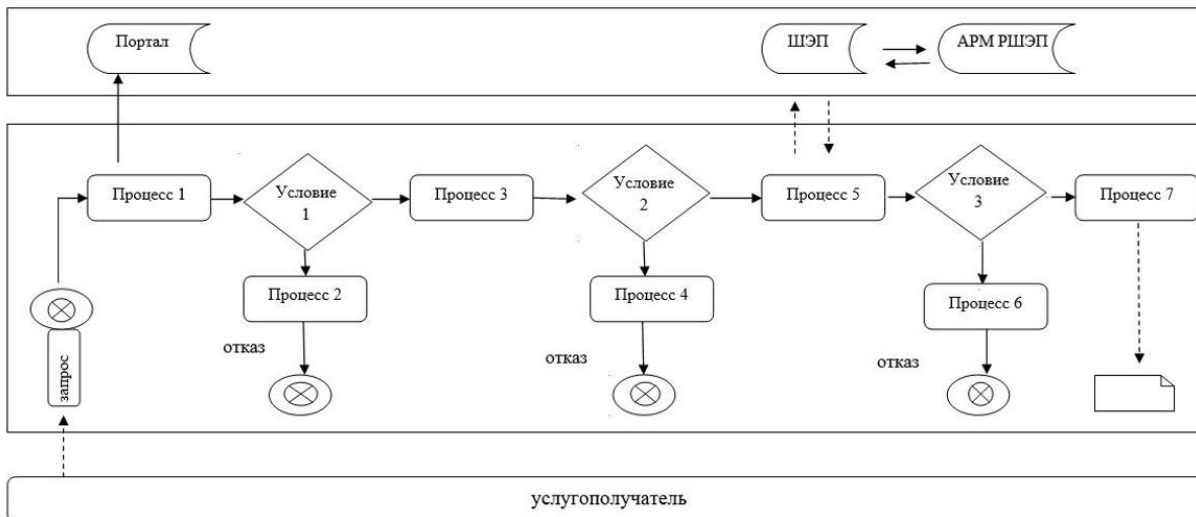 Портал
ШЭП
АРМ РШЭП
Процесс 1
Условие
1
Процесс 3
Условие
2
Процесс 5
Условие
3
Процесс 7
Процесс 2
Процесс 4
Процесс 6
запрос
отказ
отказ
отказ
услугополучатель